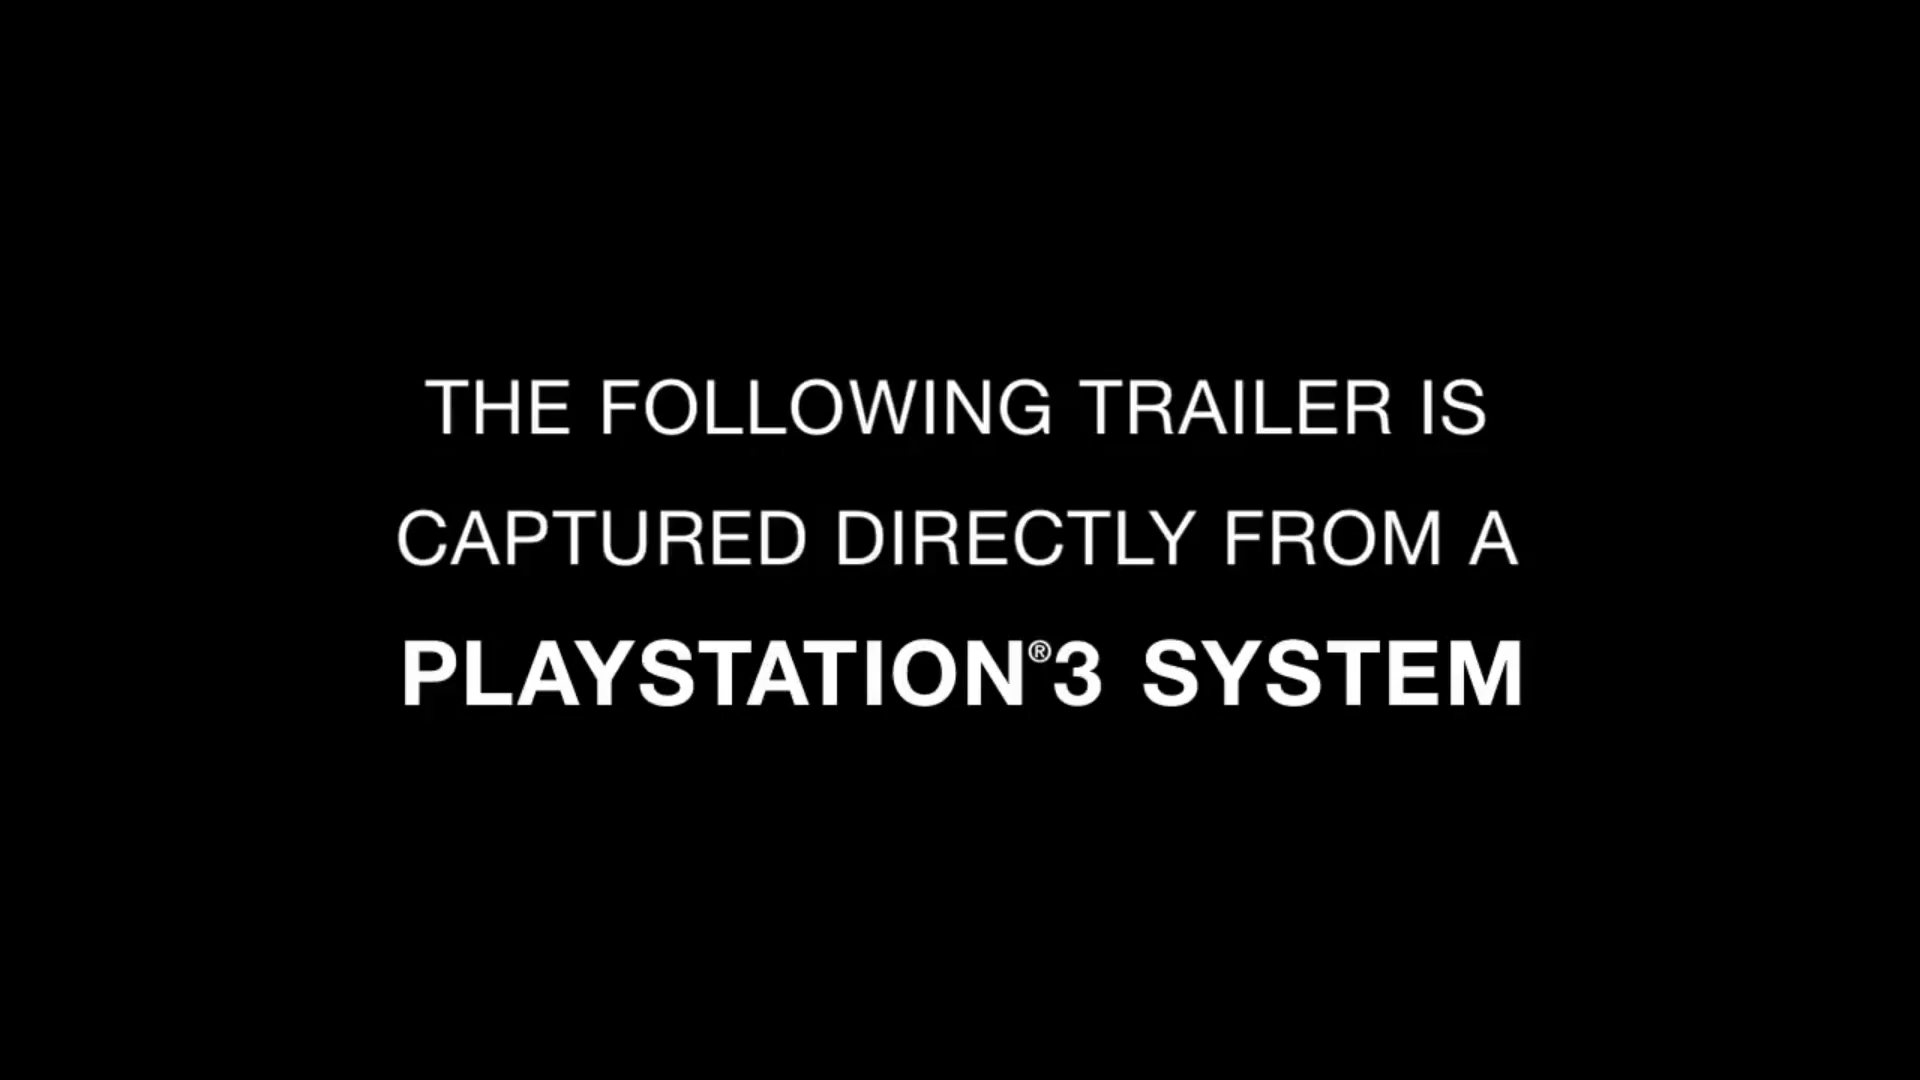 THE FOLLOWING TRAILER IS
CAPTURED DIRECTLY FROM A
PLAYSTATION®3 SYSTEM